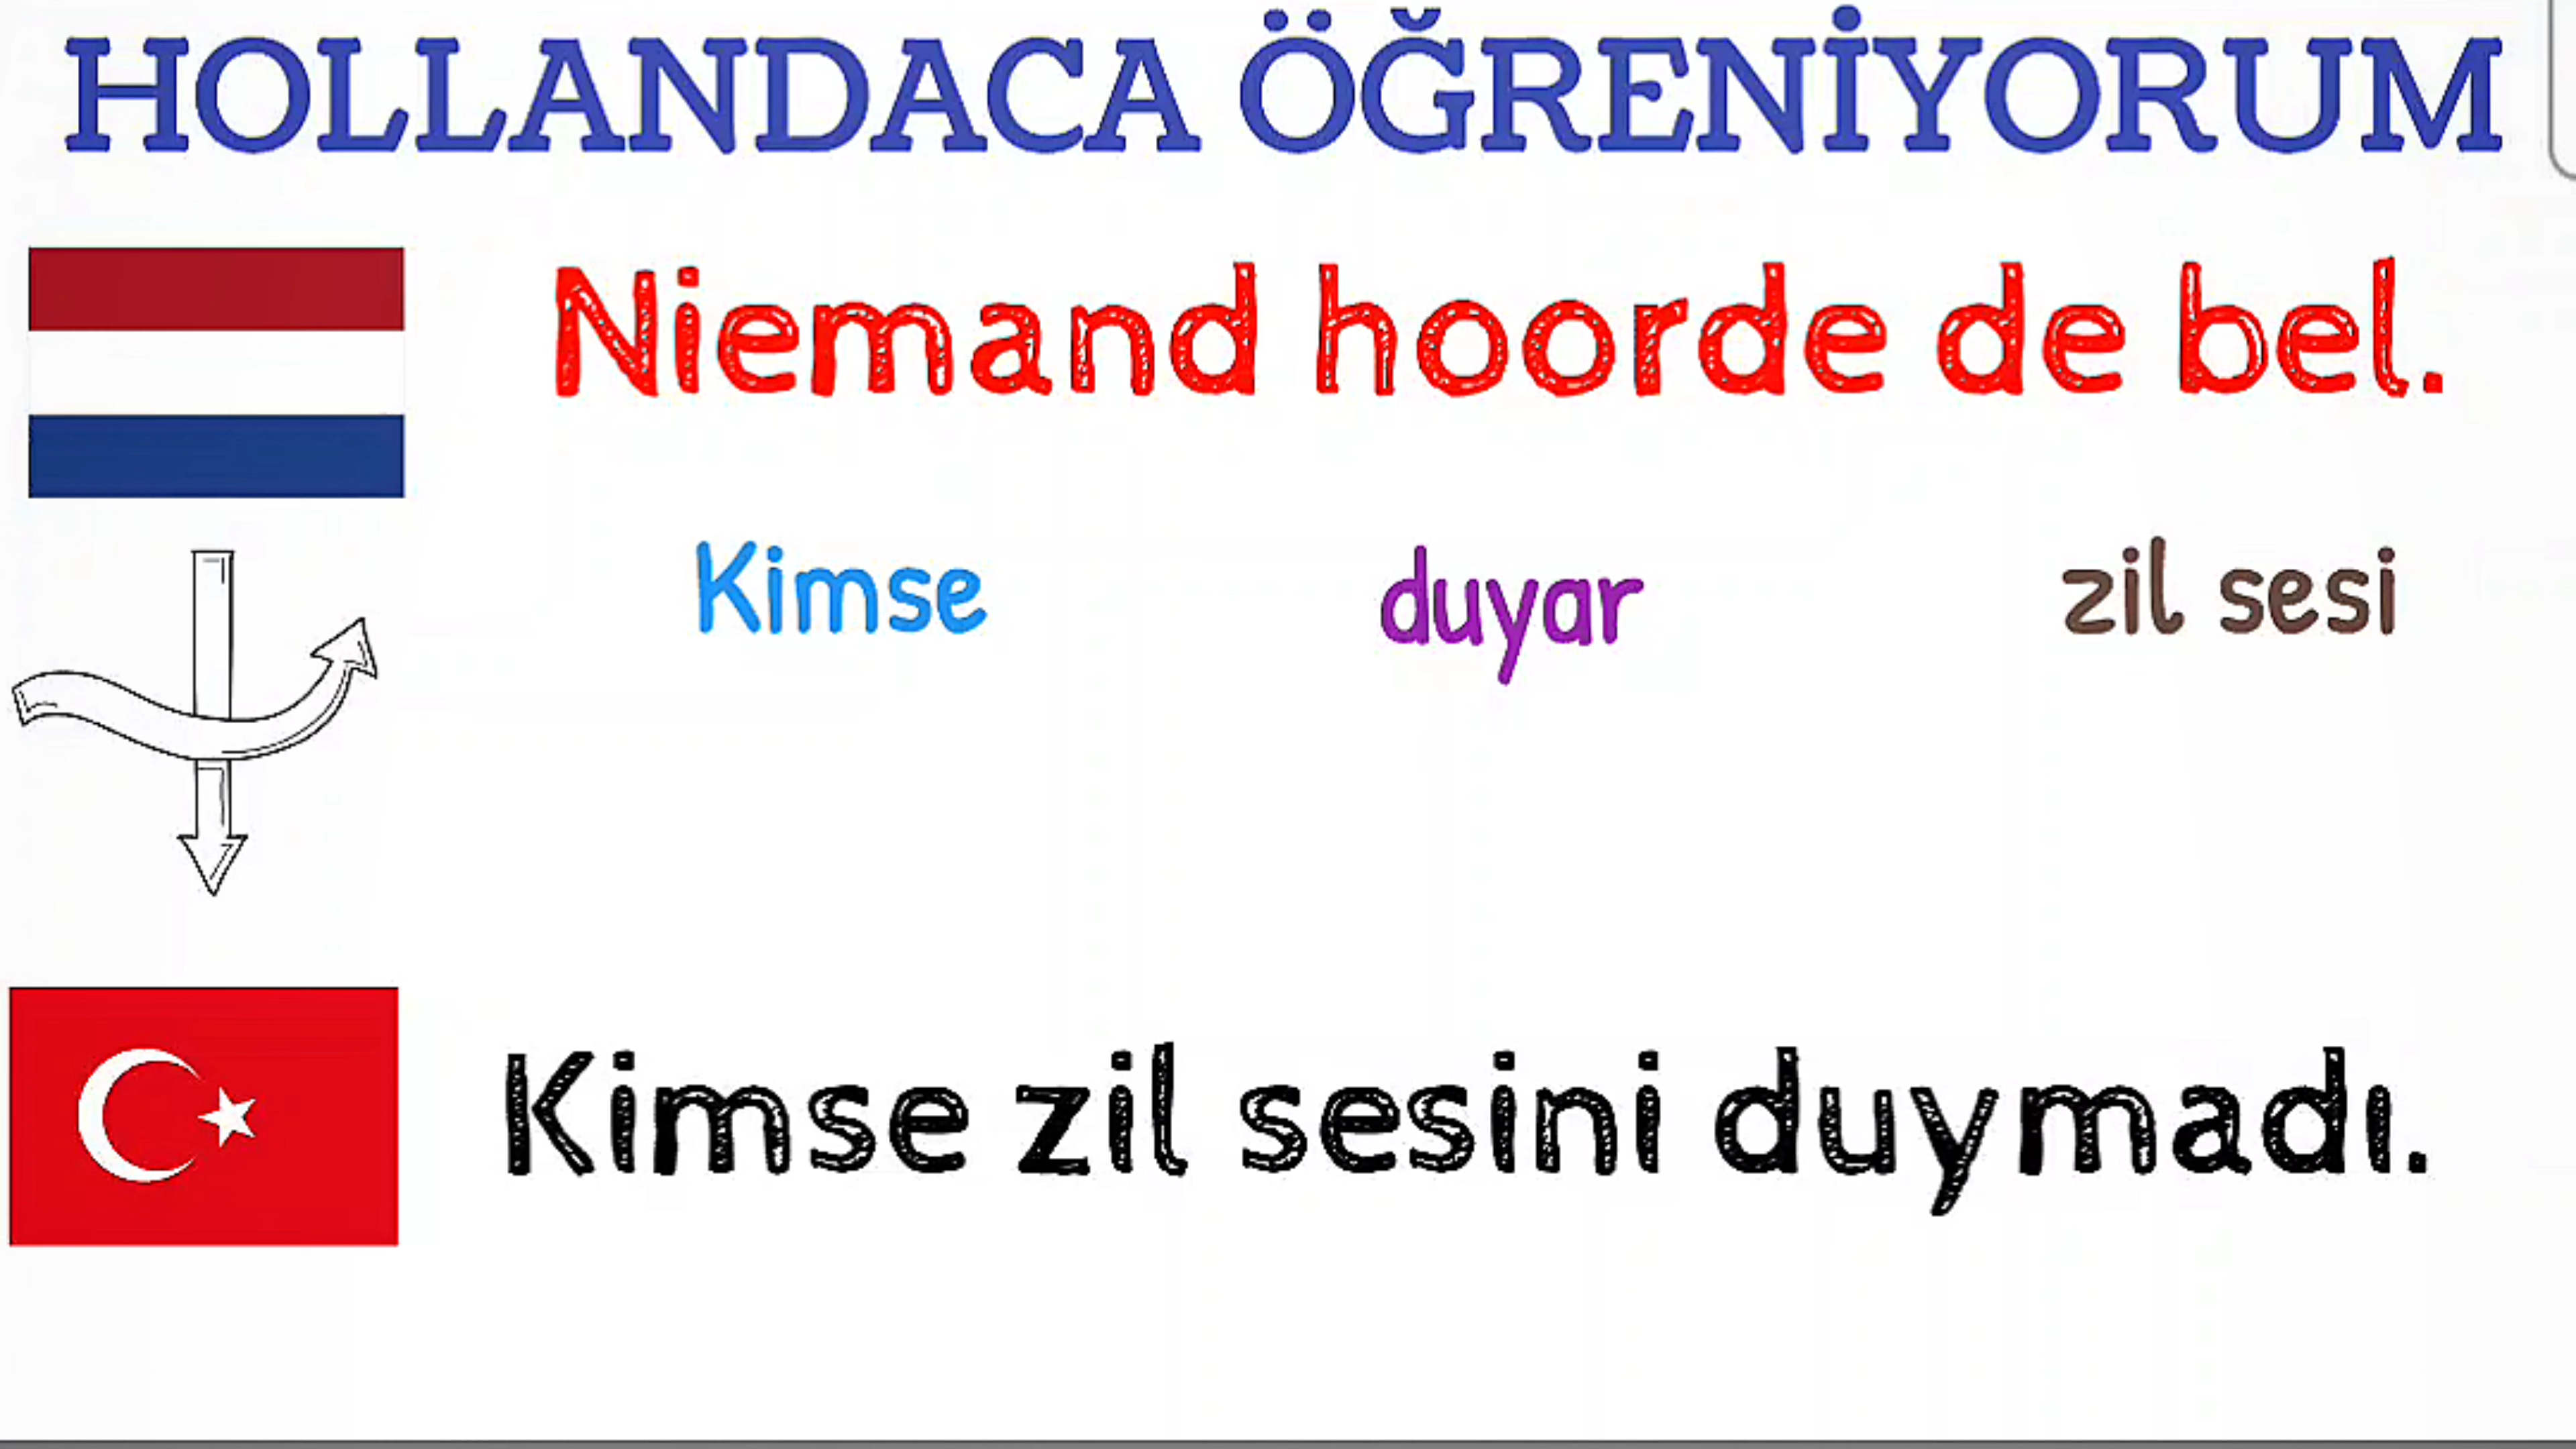 HOLLANDACA ÖĞRENİYORUM
Niemand hoorde de bel.
Kimse duyar zil sesi
Kimse zil sesini duymadı.